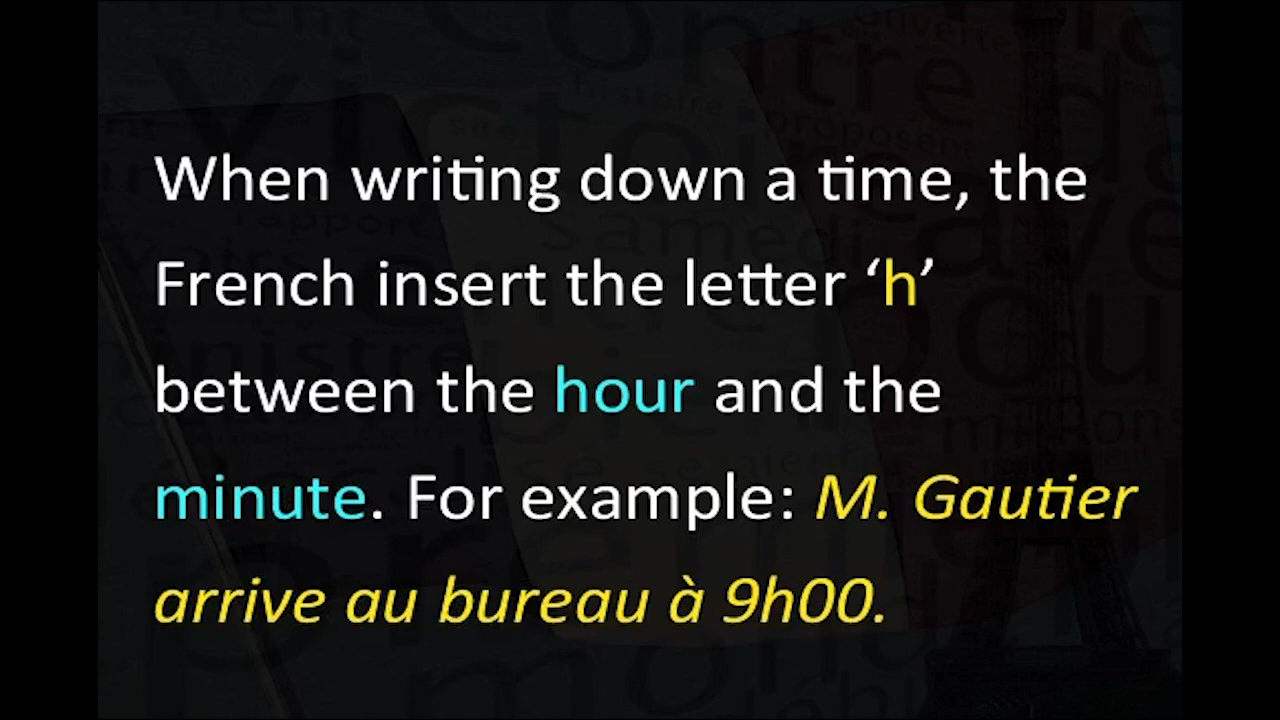 When writing down a time, the
French insert the letter ‘h’
between the hour and the
minute. For example: M. Gautier
arrive au bureau à 9h00.